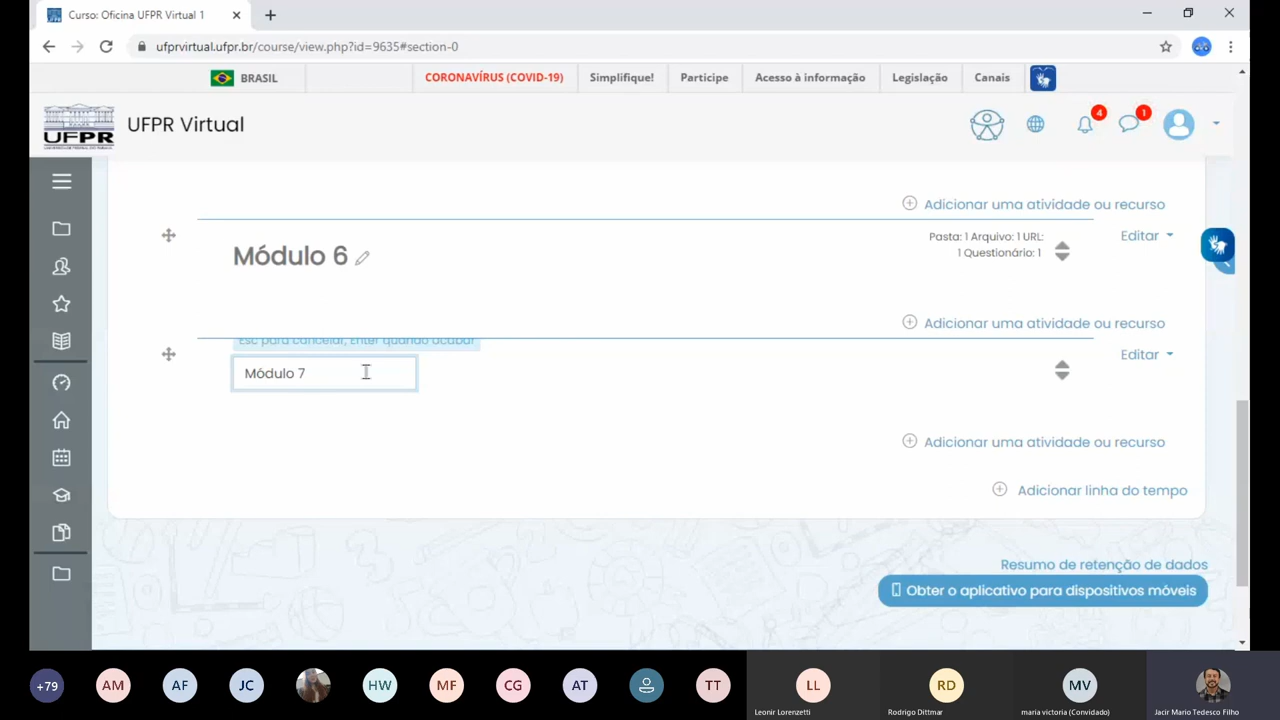 Curso: Oficina UFPR Virtual 1
ufprvirtual.ufpr.br/course/view.php?id=9635#section-0
BRASIL
CORONAVÍRUS (COVID-19)
Simplifique!
Participe
Acesso à informação
Legislação
Canais
UFPR
UFPR Virtual
4
1
Adicionar uma atividade ou recurso
Módulo 6
Pasta: 1 Arquivo: 1 URL:
1 Questionário: 1
Editar
Adicionar uma atividade ou recurso
Esc para cancelar, Enter quando acabar
Editar
Módulo 7
Adicionar uma atividade ou recurso
Adicionar linha do tempo
Resumo de retenção de dados
Obter o aplicativo para dispositivos móveis
+79
AM
AF
JC
HW
MF
CG
AT
TT
LL
RD
MV
Leonir Lorenzetti
Rodrigo Dittmar
maria victoria (Convidado)
Jacir Mario Tedesco Filho